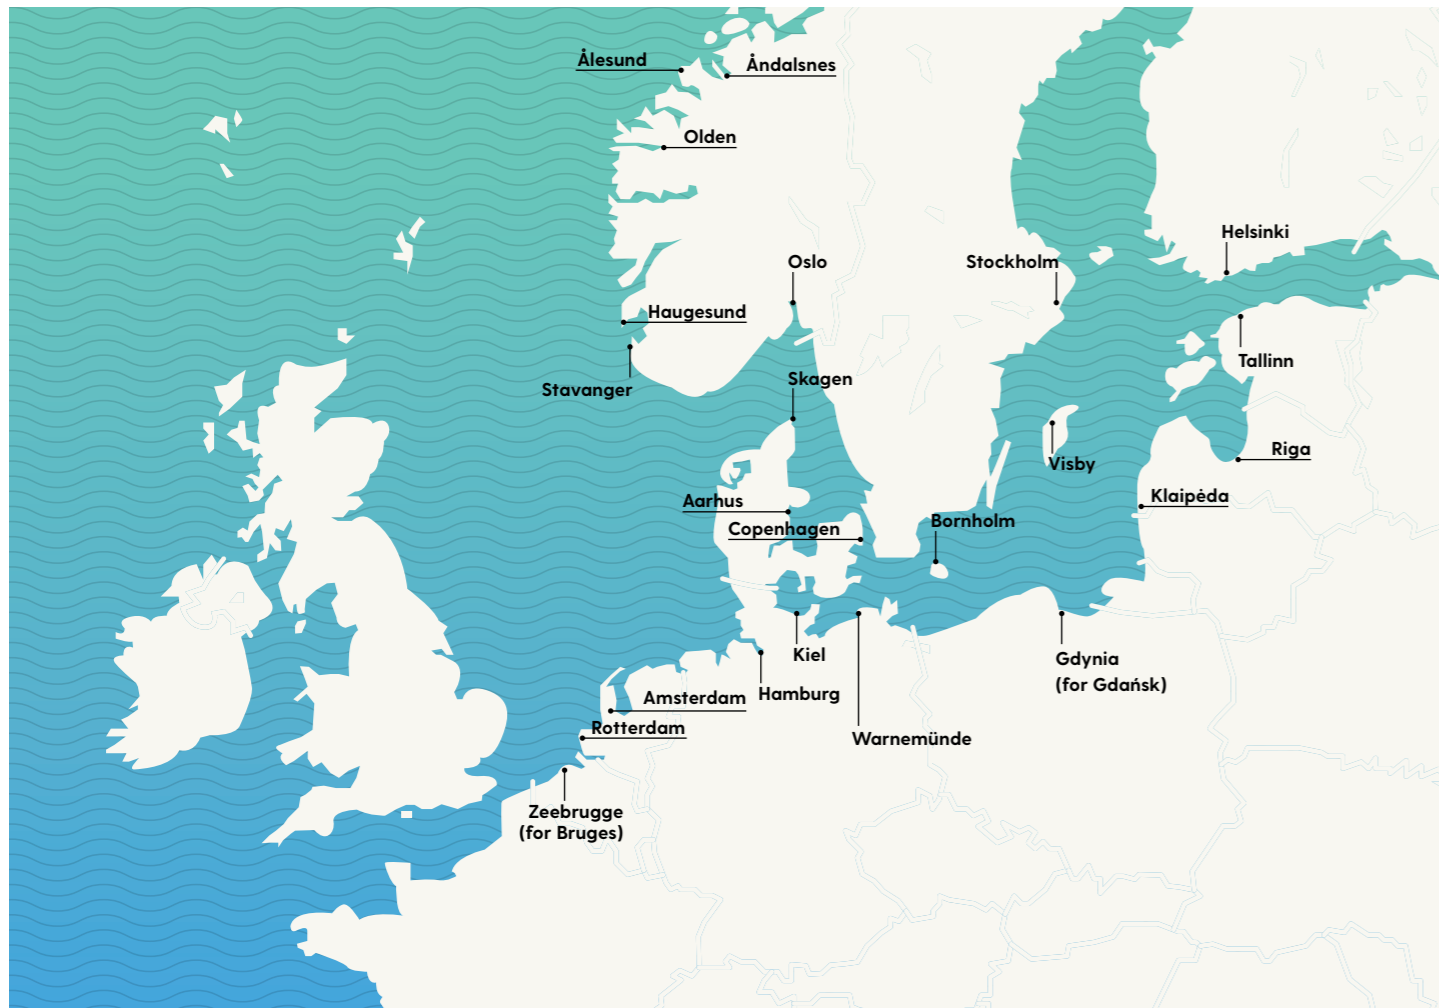 Ålesund
Åndalsnes
Olden
Helsinki
Oslo
Stockholm
Haugesund
Tallinn
Skagen
Stavanger
Riga
Visby
Klaipėda
Aarhus
Bornholm
Copenhagen
Kiel
Gdynia
(for Gdańsk)
Hamburg
Amsterdam
Rotterdam
Warnemünde
Zeebrugge
(for Bruges)